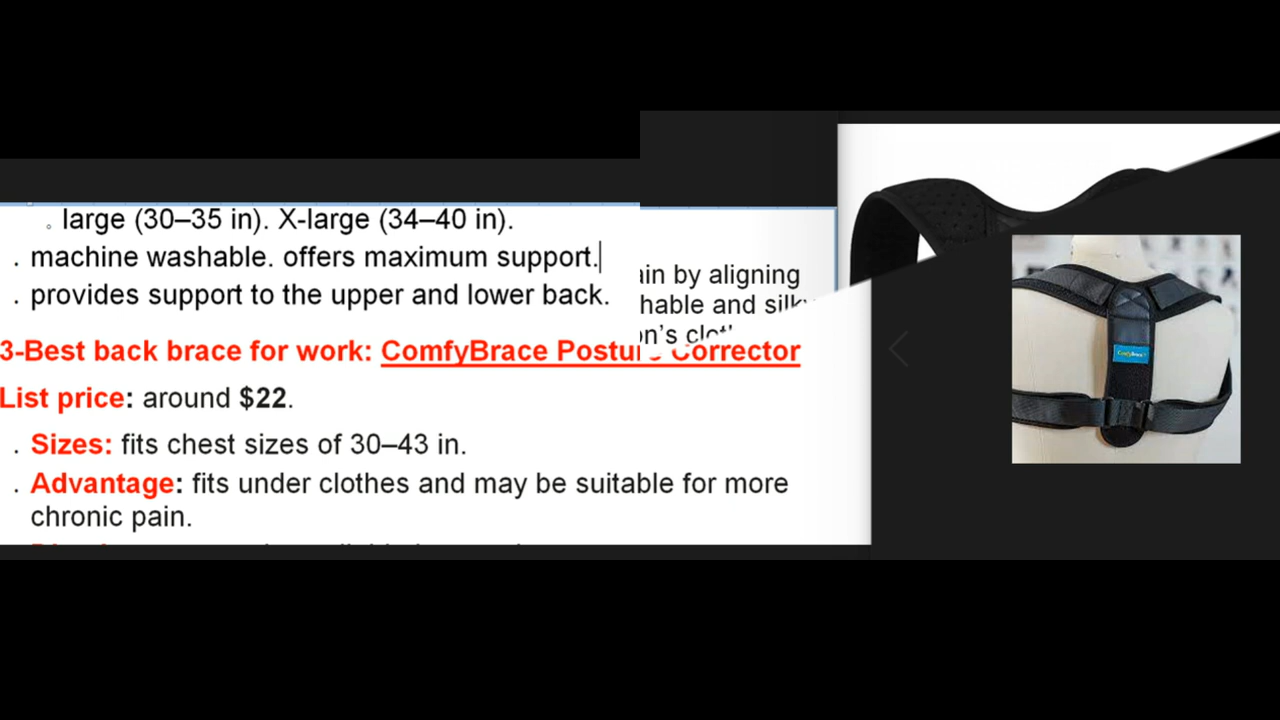 large (30–35 in). X-large (34–40 in).
machine washable. offers maximum support.
provides support to the upper and lower back.
by aligning
and
3-Best back brace for work: ComfyBrace Posture Corrector
List price: around $22.
Sizes: fits chest sizes of 30–43 in.
Advantage: fits under clothes and may be suitable for more
chronic pain.
ComfyBrace